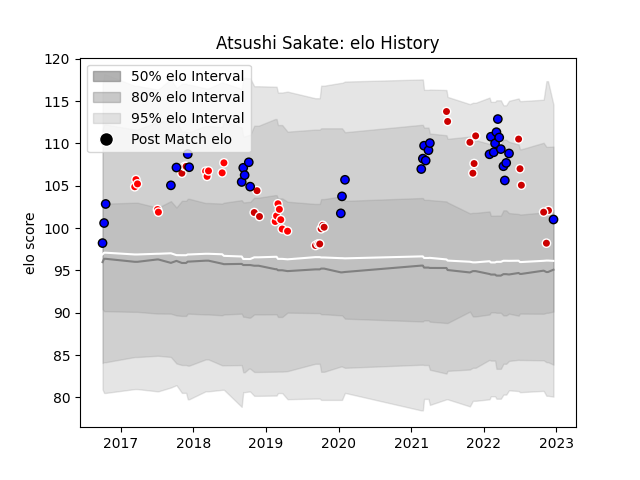 Atsushi Sakate: elo History
120
115
110
105
100
95
90
85
80
elo score
50% elo Interval
80% elo Interval
95% elo Interval
Post Match elo
2017 2018 2019 2020 2021 2022 2023